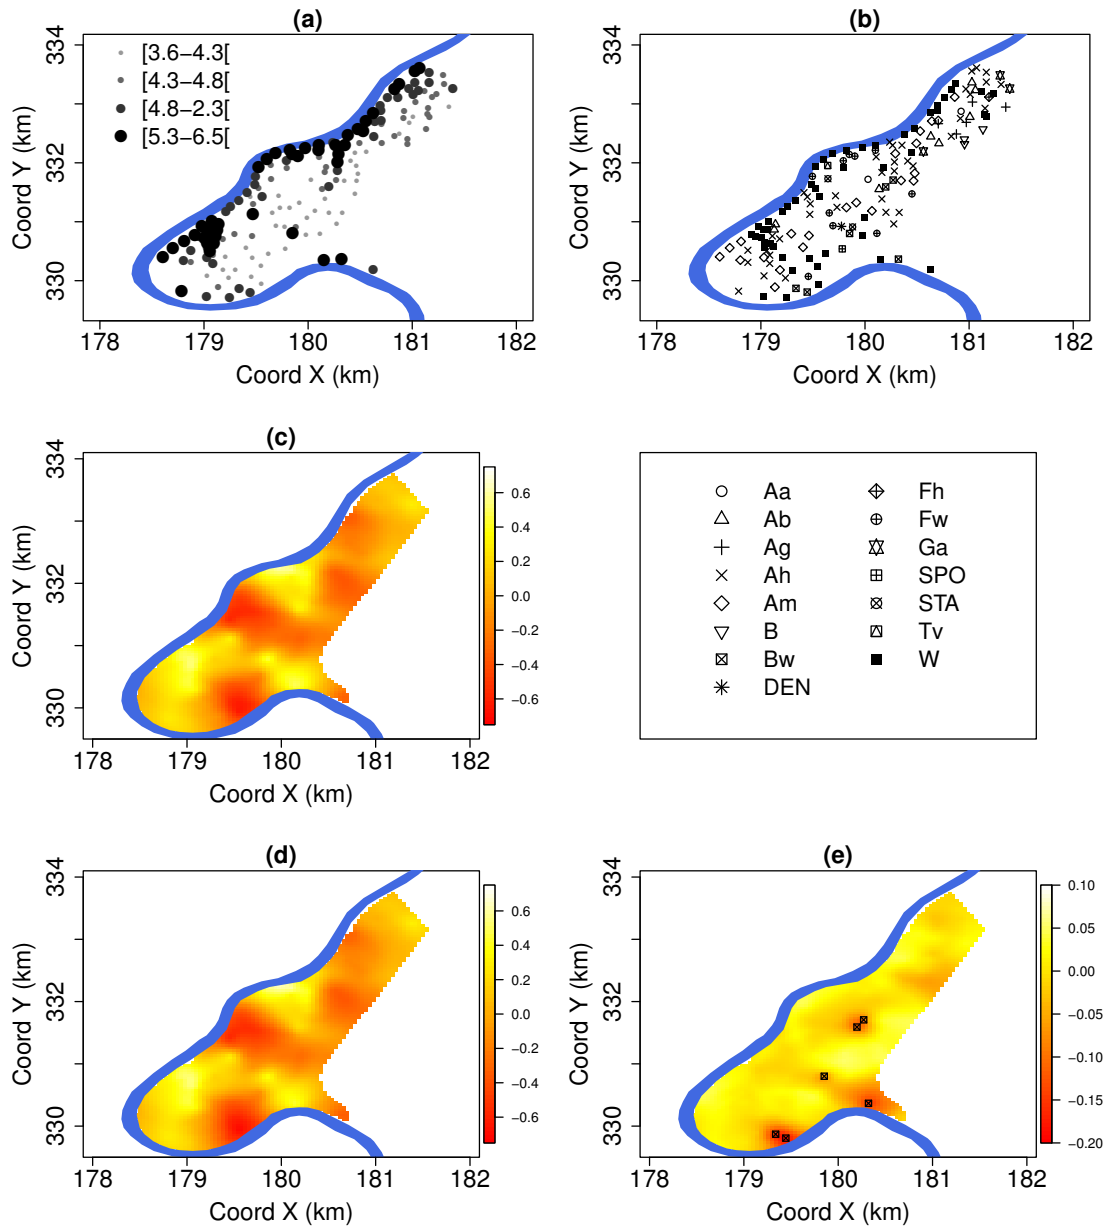 (a)
[3.6−4.3[
[4.3−4.8[
[4.8−2.3[
[5.3−6.5[
Coord Y (km)
330 332 334
178 179 180 181 182
Coord X (km)
(b)
Coord Y (km)
330 332 334
178 179 180 181 182
Coord X (km)
(c)
Coord Y (km)
330 332 334
178 179 180 181 182
Coord X (km)
0.6
0.4
0.2
0.0
−0.2
−0.4
−0.6
Aa
Ab
Ag
Ah
Am
B
Bw
DEN
Fh
Fw
Ga
SPO
STA
Tv
W
(d)
Coord Y (km)
330 332 334
178 179 180 181 182
Coord X (km)
0.6
0.4
0.2
0.0
−0.2
−0.4
−0.6
(e)
Coord Y (km)
330 332 334
178 179 180 181 182
Coord X (km)
0.10
0.05
0.00
−0.05
−0.10
−0.15
−0.20